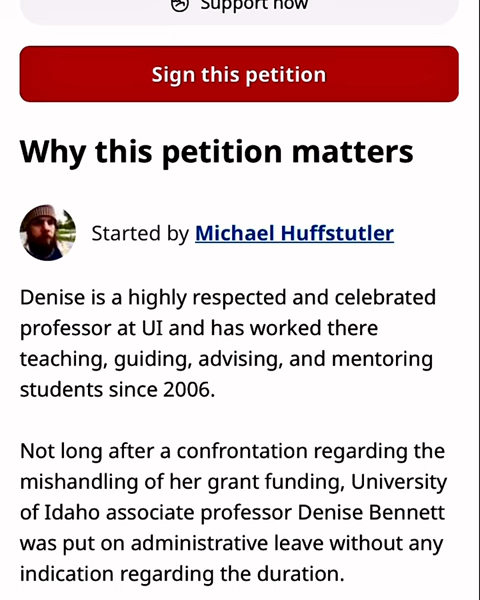 Support now
Sign this petition
Why this petition matters
Started by Michael Huffstutler
Denise is a highly respected and celebrated
professor at UI and has worked there
teaching, guiding, advising, and mentoring
students since 2006.
Not long after a confrontation regarding the
mishandling of her grant funding, University
of Idaho associate professor Denise Bennett
was put on administrative leave without any
indication regarding the duration.